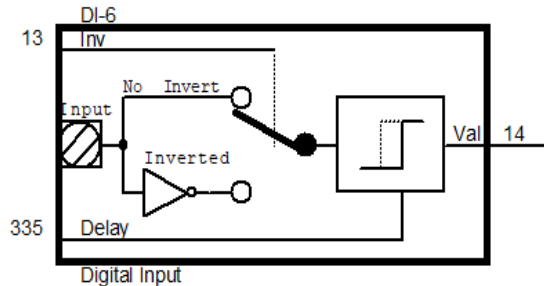 DI-6
13 Inv
No Invert
Input
Val 14
Inverted
335 Delay
Digital Input